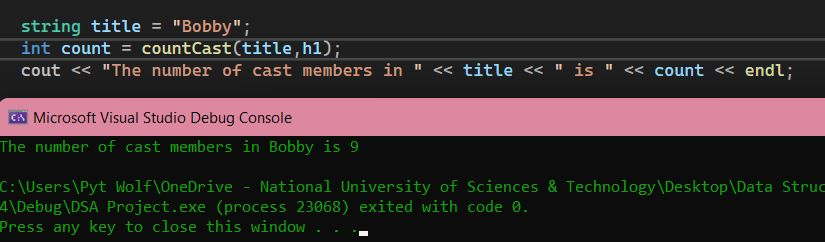 string title = "Bobby";
int count = countCast(title,h1);
cout << "The number of cast members in " << title << " is " << count << endl;
C:\ Microsoft Visual Studio Debug Console
The number of cast members in Bobby is 9
C:\Users\Pyt Wolf\OneDrive - National University of Sciences & Technology\Desktop\Data Struc
4\Debug\DSA Project.exe (process 23068) exited with code 0.
Press any key to close this window . . .